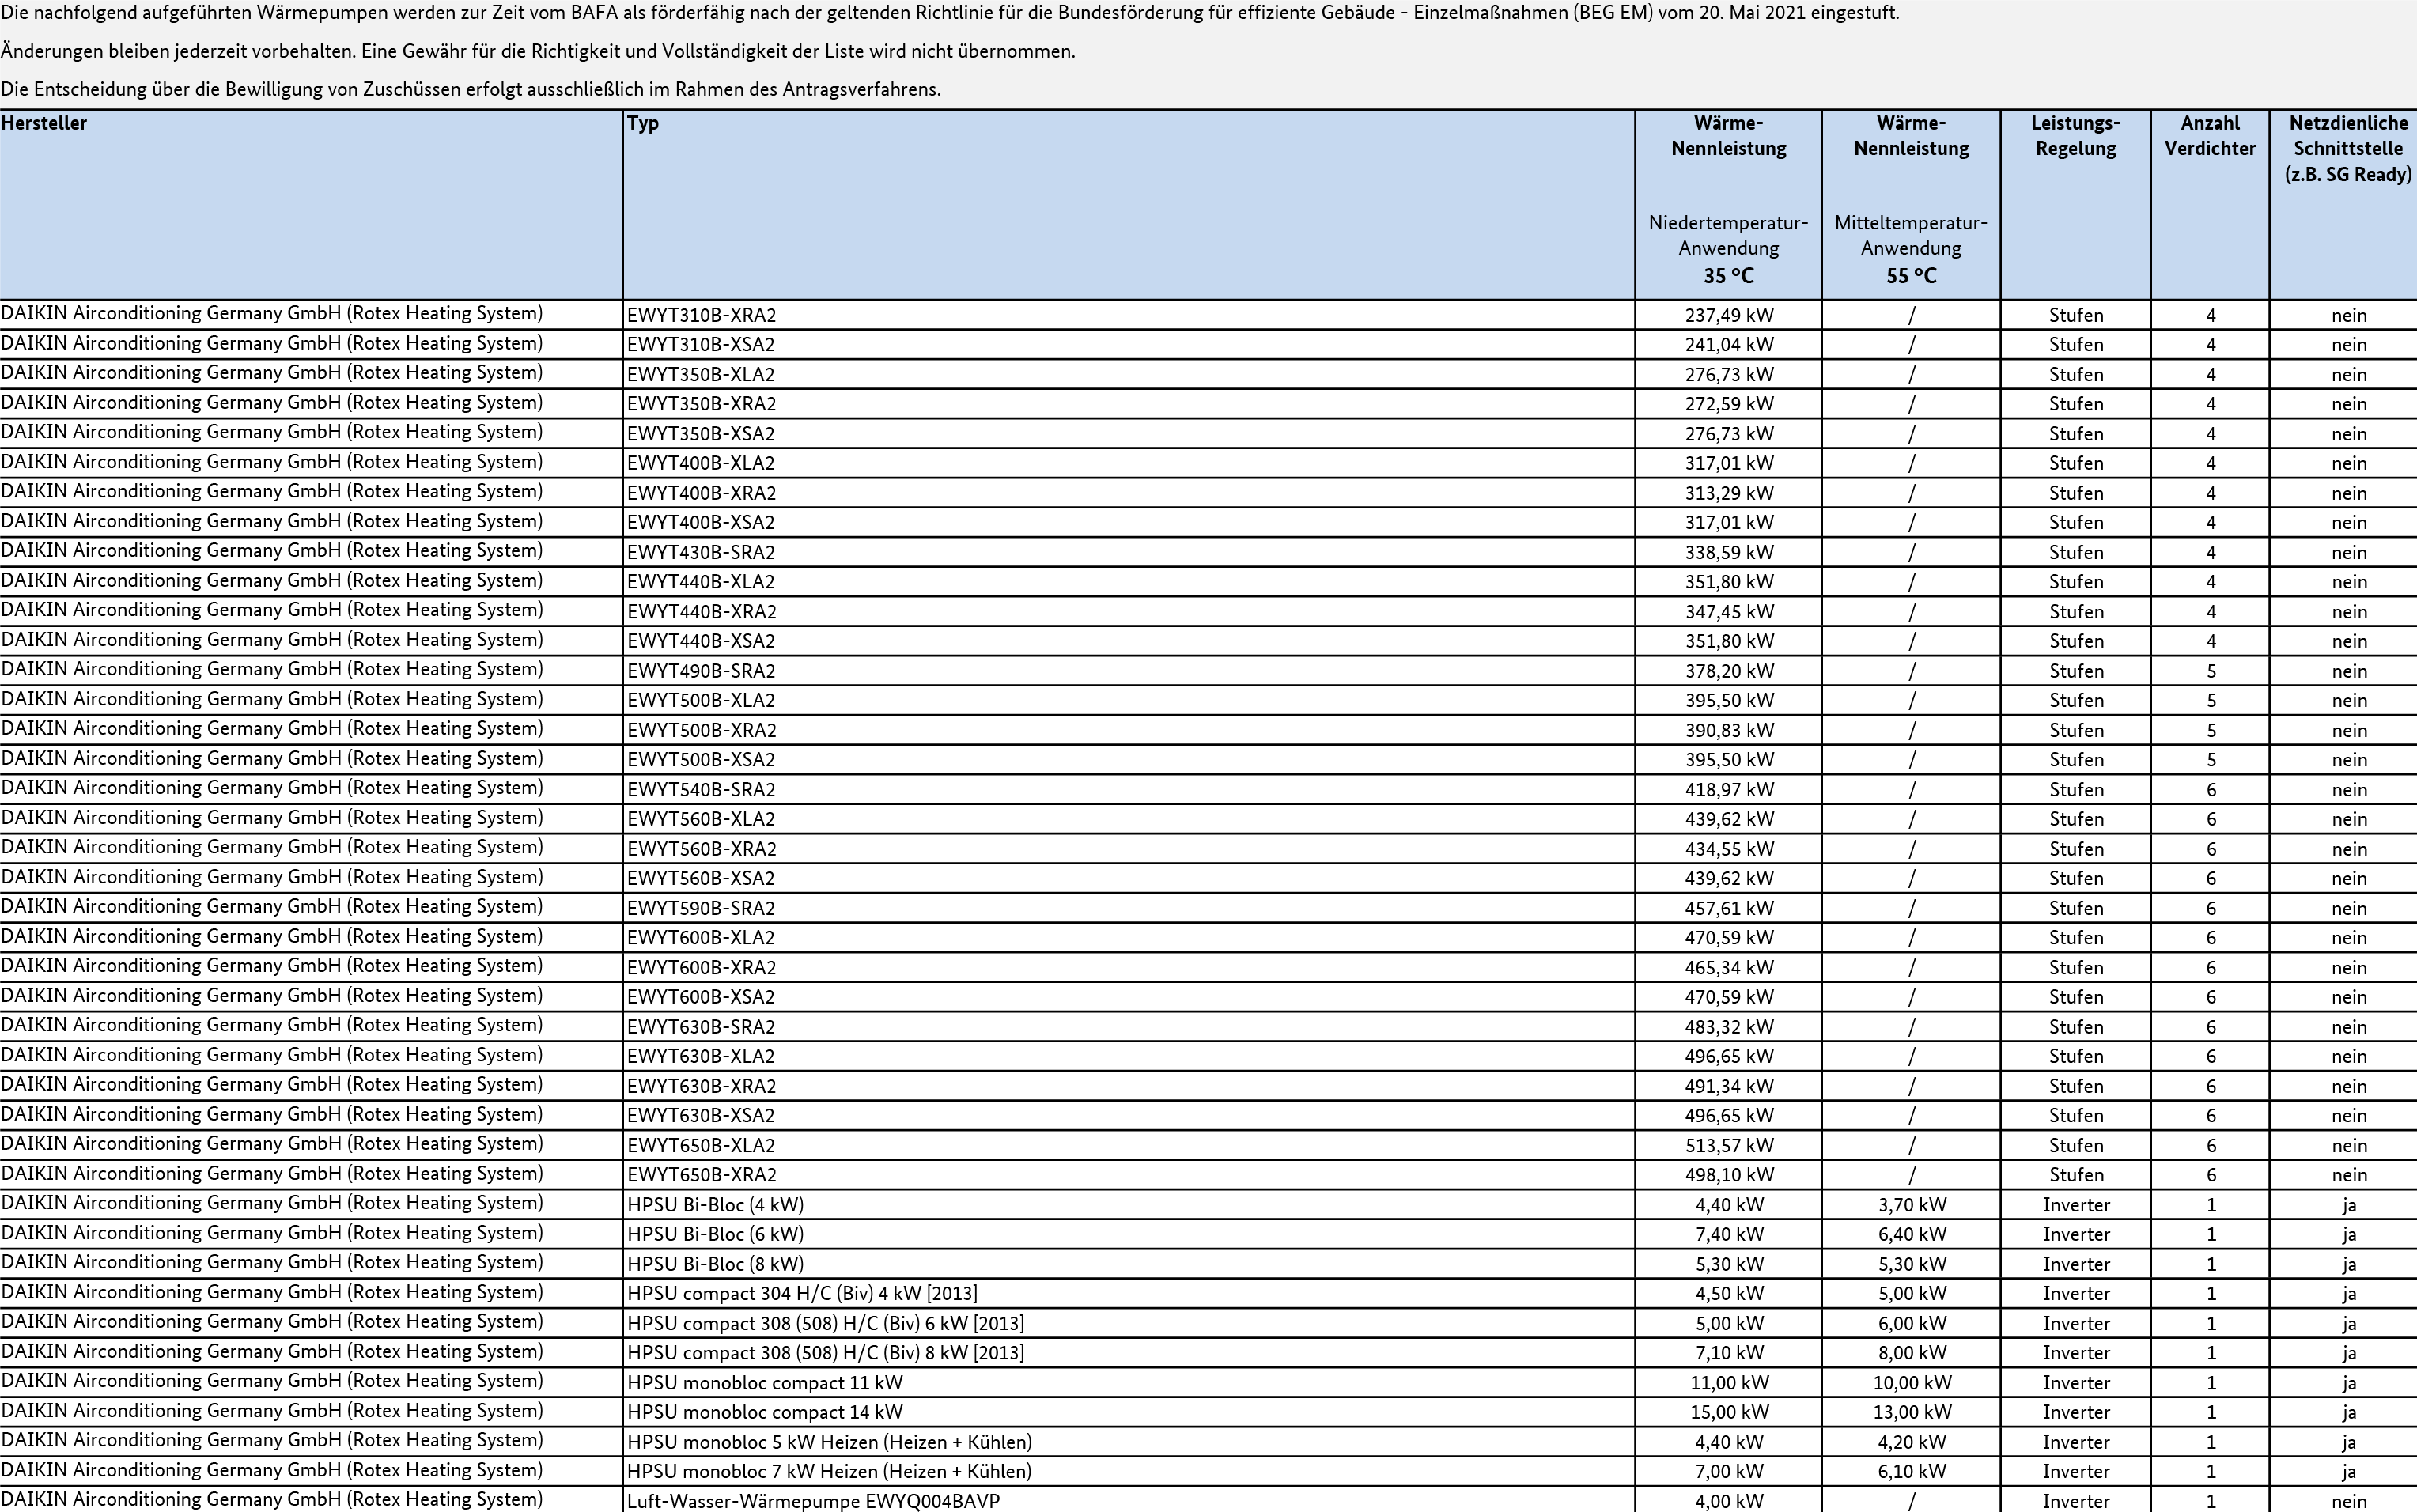 Die nachfolgend aufgeführten Wärmepumpen werden zur Zeit vom BAFA als förderfähig nach der geltenden Richtlinie für die Bundesförderung für effiziente Gebäude - Einzelmaßnahmen (BEG EM) vom 20. Mai 2021 eingestuft.
Änderungen bleiben jederzeit vorbehalten. Eine Gewähr für die Richtigkeit und Vollständigkeit der Liste wird nicht übernommen.
Die Entscheidung über die Bewilligung von Zuschüssen erfolgt ausschließlich im Rahmen des Antragsverfahrens.
Hersteller Typ Wärme- Wärme- Leistungs- Anzahl Netzdienliche
Nennleistung Nennleistung Regelung Verdichter Schnittstelle
(z.B. SG Ready)
Niedertemperatur- Mitteltemperatur-
Anwendung Anwendung
35 °C 55 °C
DAIKIN Airconditioning Germany GmbH (Rotex Heating System) EWYT310B-XRA2 237,49 kW / Stufen 4 nein
DAIKIN Airconditioning Germany GmbH (Rotex Heating System) EWYT310B-XSA2 241,04 kW / Stufen 4 nein
DAIKIN Airconditioning Germany GmbH (Rotex Heating System) EWYT350B-XLA2 276,73 kW / Stufen 4 nein
DAIKIN Airconditioning Germany GmbH (Rotex Heating System) EWYT350B-XRA2 272,59 kW / Stufen 4 nein
DAIKIN Airconditioning Germany GmbH (Rotex Heating System) EWYT350B-XSA2 276,73 kW / Stufen 4 nein
DAIKIN Airconditioning Germany GmbH (Rotex Heating System) EWYT400B-XLA2 317,01 kW / Stufen 4 nein
DAIKIN Airconditioning Germany GmbH (Rotex Heating System) EWYT400B-XRA2 313,29 kW / Stufen 4 nein
DAIKIN Airconditioning Germany GmbH (Rotex Heating System) EWYT400B-XSA2 317,01 kW / Stufen 4 nein
DAIKIN Airconditioning Germany GmbH (Rotex Heating System) EWYT430B-SRA2 338,59 kW / Stufen 4 nein
DAIKIN Airconditioning Germany GmbH (Rotex Heating System) EWYT440B-XLA2 351,80 kW / Stufen 4 nein
DAIKIN Airconditioning Germany GmbH (Rotex Heating System) EWYT440B-XRA2 347,45 kW / Stufen 4 nein
DAIKIN Airconditioning Germany GmbH (Rotex Heating System) EWYT440B-XSA2 351,80 kW / Stufen 4 nein
DAIKIN Airconditioning Germany GmbH (Rotex Heating System) EWYT490B-SRA2 378,20 kW / Stufen 5 nein
DAIKIN Airconditioning Germany GmbH (Rotex Heating System) EWYT500B-XLA2 395,50 kW / Stufen 5 nein
DAIKIN Airconditioning Germany GmbH (Rotex Heating System) EWYT500B-XRA2 390,83 kW / Stufen 5 nein
DAIKIN Airconditioning Germany GmbH (Rotex Heating System) EWYT500B-XSA2 395,50 kW / Stufen 5 nein
DAIKIN Airconditioning Germany GmbH (Rotex Heating System) EWYT540B-SRA2 418,97 kW / Stufen 6 nein
DAIKIN Airconditioning Germany GmbH (Rotex Heating System) EWYT560B-XLA2 439,62 kW / Stufen 6 nein
DAIKIN Airconditioning Germany GmbH (Rotex Heating System) EWYT560B-XRA2 434,55 kW / Stufen 6 nein
DAIKIN Airconditioning Germany GmbH (Rotex Heating System) EWYT560B-XSA2 439,62 kW / Stufen 6 nein
DAIKIN Airconditioning Germany GmbH (Rotex Heating System) EWYT590B-SRA2 457,61 kW / Stufen 6 nein
DAIKIN Airconditioning Germany GmbH (Rotex Heating System) EWYT600B-XLA2 470,59 kW / Stufen 6 nein
DAIKIN Airconditioning Germany GmbH (Rotex Heating System) EWYT600B-XRA2 465,34 kW / Stufen 6 nein
DAIKIN Airconditioning Germany GmbH (Rotex Heating System) EWYT600B-XSA2 470,59 kW / Stufen 6 nein
DAIKIN Airconditioning Germany GmbH (Rotex Heating System) EWYT630B-SRA2 483,32 kW / Stufen 6 nein
DAIKIN Airconditioning Germany GmbH (Rotex Heating System) EWYT630B-XLA2 496,65 kW / Stufen 6 nein
DAIKIN Airconditioning Germany GmbH (Rotex Heating System) EWYT630B-XRA2 491,34 kW / Stufen 6 nein
DAIKIN Airconditioning Germany GmbH (Rotex Heating System) EWYT630B-XSA2 496,65 kW / Stufen 6 nein
DAIKIN Airconditioning Germany GmbH (Rotex Heating System) EWYT650B-XLA2 513,57 kW / Stufen 6 nein
DAIKIN Airconditioning Germany GmbH (Rotex Heating System) EWYT650B-XRA2 498,10 kW / Stufen 6 nein
DAIKIN Airconditioning Germany GmbH (Rotex Heating System) HPSU Bi-Bloc (4 kW) 4,40 kW 3,70 kW Inverter 1 ja
DAIKIN Airconditioning Germany GmbH (Rotex Heating System) HPSU Bi-Bloc (6 kW) 7,40 kW 6,40 kW Inverter 1 ja
DAIKIN Airconditioning Germany GmbH (Rotex Heating System) HPSU Bi-Bloc (8 kW) 5,30 kW 5,30 kW Inverter 1 ja
DAIKIN Airconditioning Germany GmbH (Rotex Heating System) HPSU compact 304 H/C (Biv) 4 kW [2013] 4,50 kW 5,00 kW Inverter 1 ja
DAIKIN Airconditioning Germany GmbH (Rotex Heating System) HPSU compact 308 (508) H/C (Biv) 6 kW [2013] 5,00 kW 6,00 kW Inverter 1 ja
DAIKIN Airconditioning Germany GmbH (Rotex Heating System) HPSU compact 308 (508) H/C (Biv) 8 kW [2013] 7,10 kW 8,00 kW Inverter 1 ja
DAIKIN Airconditioning Germany GmbH (Rotex Heating System) HPSU monobloc compact 11 kW 11,00 kW 10,00 kW Inverter 1 ja
DAIKIN Airconditioning Germany GmbH (Rotex Heating System) HPSU monobloc compact 14 kW 15,00 kW 13,00 kW Inverter 1 ja
DAIKIN Airconditioning Germany GmbH (Rotex Heating System) HPSU monobloc 5 kW Heizen (Heizen + Kühlen) 4,40 kW 4,20 kW Inverter 1 ja
DAIKIN Airconditioning Germany GmbH (Rotex Heating System) HPSU monobloc 7 kW Heizen (Heizen + Kühlen) 7,00 kW 6,10 kW Inverter 1 ja
DAIKIN Airconditioning Germany GmbH (Rotex Heating System) Luft-Wasser-Wärmepumpe EWYQ004BAVP 4,00 kW / Inverter 1 nein